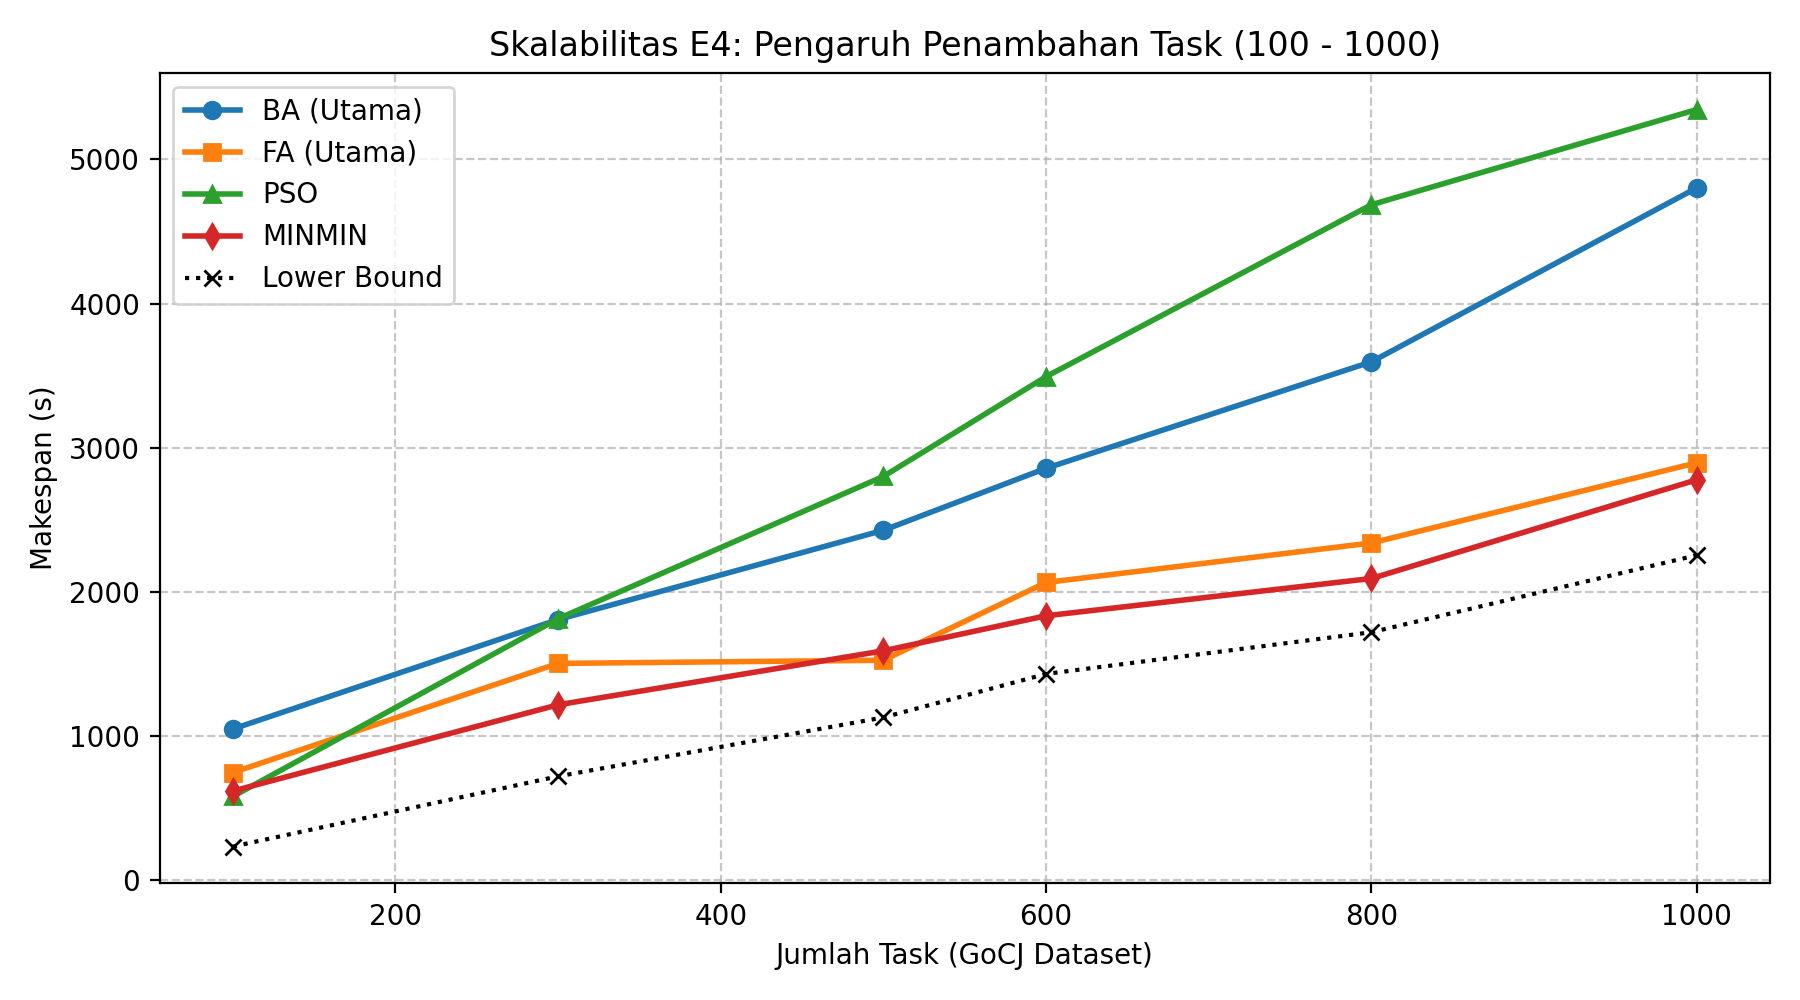 Skalabilitas E4: Pengaruh Penambahan Task (100 - 1000)
BA (Utama)
FA (Utama)
PSO
MINMIN
Lower Bound
Makespan (s)
5000
4000
3000
2000
1000
0
200 400 600 800 1000
Jumlah Task (GoCJ Dataset)